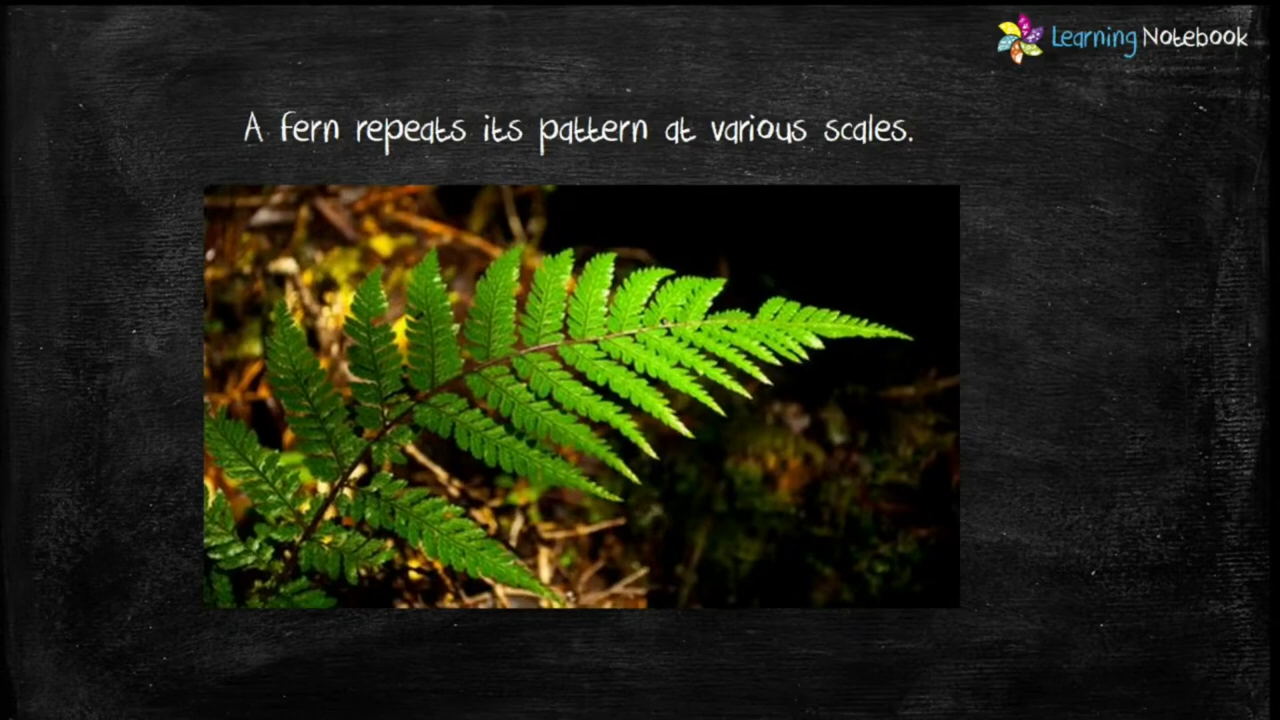 Learning Notebook
A fern repeats its pattern at various scales.